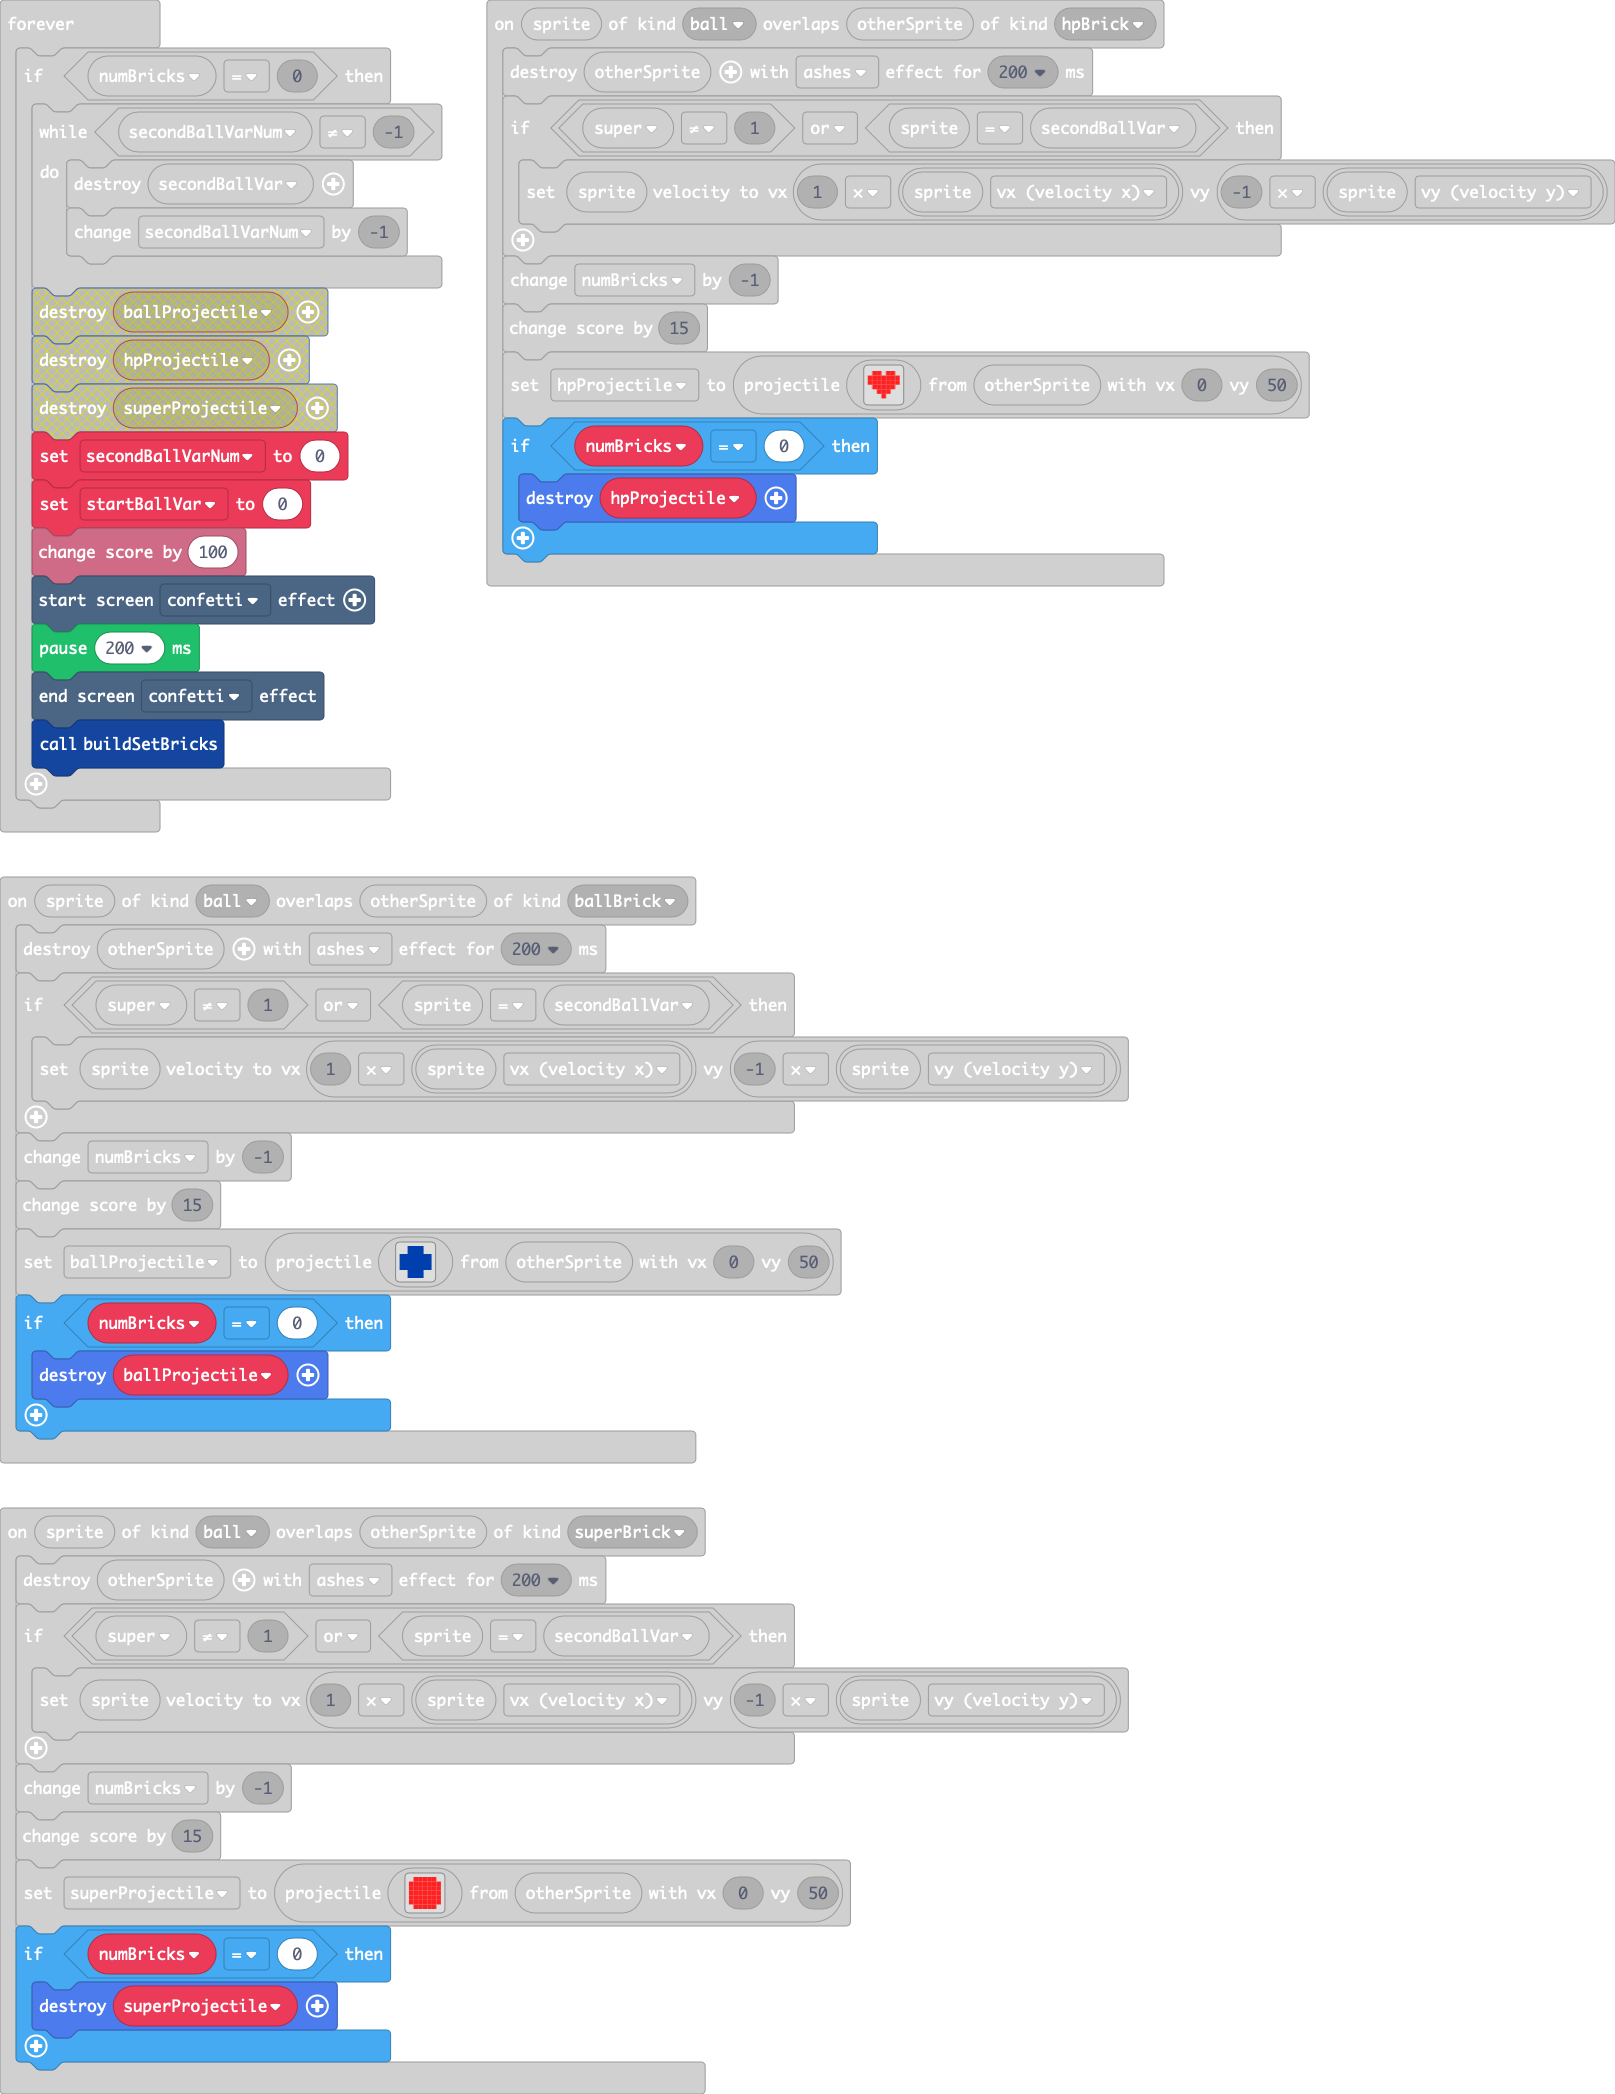 forever
if numBricks = 0 then
while secondBallVarNum ≠ -1
do
destroy secondBallVar
change secondBallVarNum by -1
destroy ballProjectile
destroy hpProjectile
destroy superProjectile
set secondBallVarNum to 0
set startBallVar to 0
change score by 100
start screen confetti effect
pause 200 ms
end screen confetti effect
call buildSetBricks
on sprite of kind ball overlaps otherSprite of kind hpBrick
destroy otherSprite with ashes effect for 200 ms
if super ≠ 1 or sprite = secondBallVar then
set sprite velocity to vx 1 × sprite vx (velocity x) vy -1 × sprite vy (velocity y)
change numBricks by -1
change score by 15
set hpProjectile to projectile from otherSprite with vx 0 vy 50
if numBricks = 0 then
destroy hpProjectile
on sprite of kind ball overlaps otherSprite of kind ballBrick
destroy otherSprite with ashes effect for 200 ms
if super ≠ 1 or sprite = secondBallVar then
set sprite velocity to vx 1 × sprite vx (velocity x) vy -1 × sprite vy (velocity y)
change numBricks by -1
change score by 15
set ballProjectile to projectile from otherSprite with vx 0 vy 50
if numBricks = 0 then
destroy ballProjectile
on sprite of kind ball overlaps otherSprite of kind superBrick
destroy otherSprite with ashes effect for 200 ms
if super ≠ 1 or sprite = secondBallVar then
set sprite velocity to vx 1 × sprite vx (velocity x) vy -1 × sprite vy (velocity y)
change numBricks by -1
change score by 15
set superProjectile to projectile from otherSprite with vx 0 vy 50
if numBricks = 0 then
destroy superProjectile